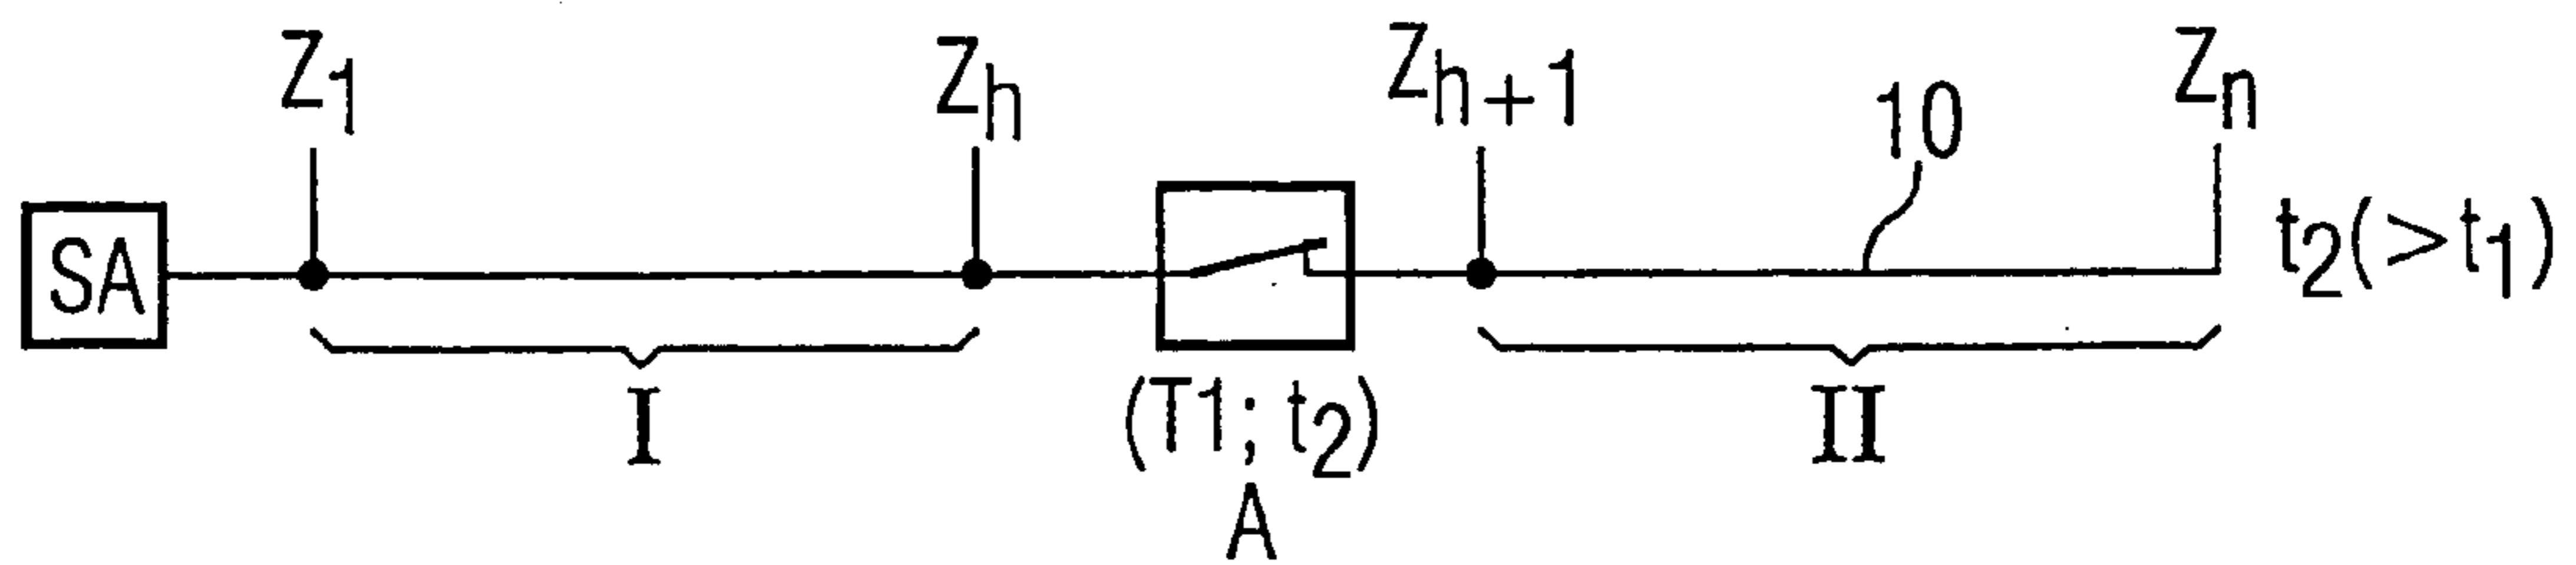 Z1
Zh
Zh+1
10
Zn
SA
t2(>t1)
I
(T1; t2)
II
A